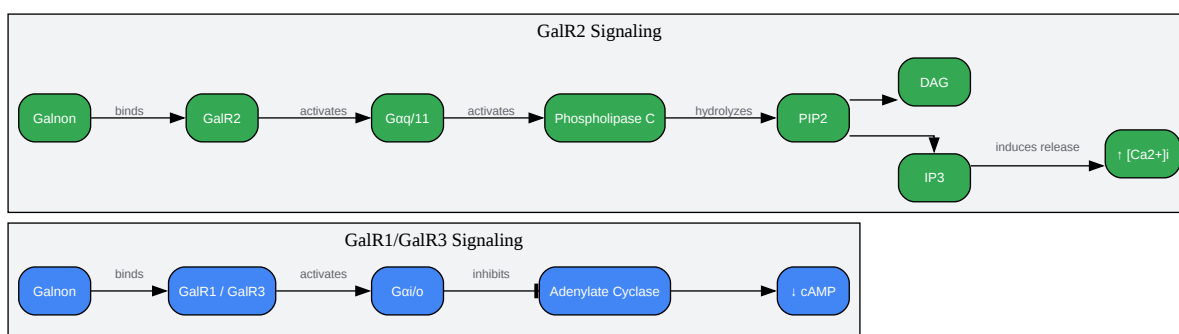 GalR2 Signaling
Galnon
binds
GalR2
activates
Gαq/11
activates
Phospholipase C
hydrolyzes
PIP2
DAG
IP3
induces release
↑ [Ca2+]i
GalR1/GalR3 Signaling
Galnon
binds
GalR1 / GalR3
activates
Gαi/o
inhibits
Adenylate Cyclase
↓ cAMP